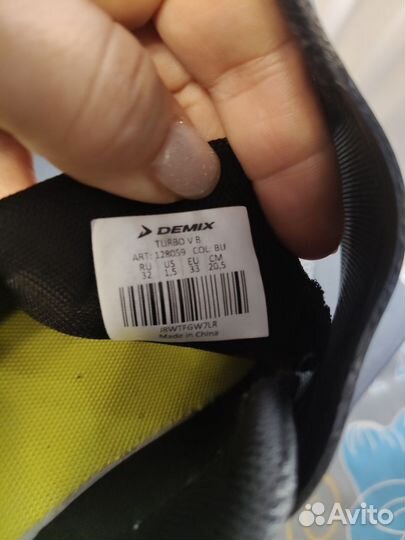 DEMIX
TURBO V B
ART: 128059 COL: BU
RU US EU CM
32 1,5 33 20,5
JRWTFGW7LR
Made in China
Avito